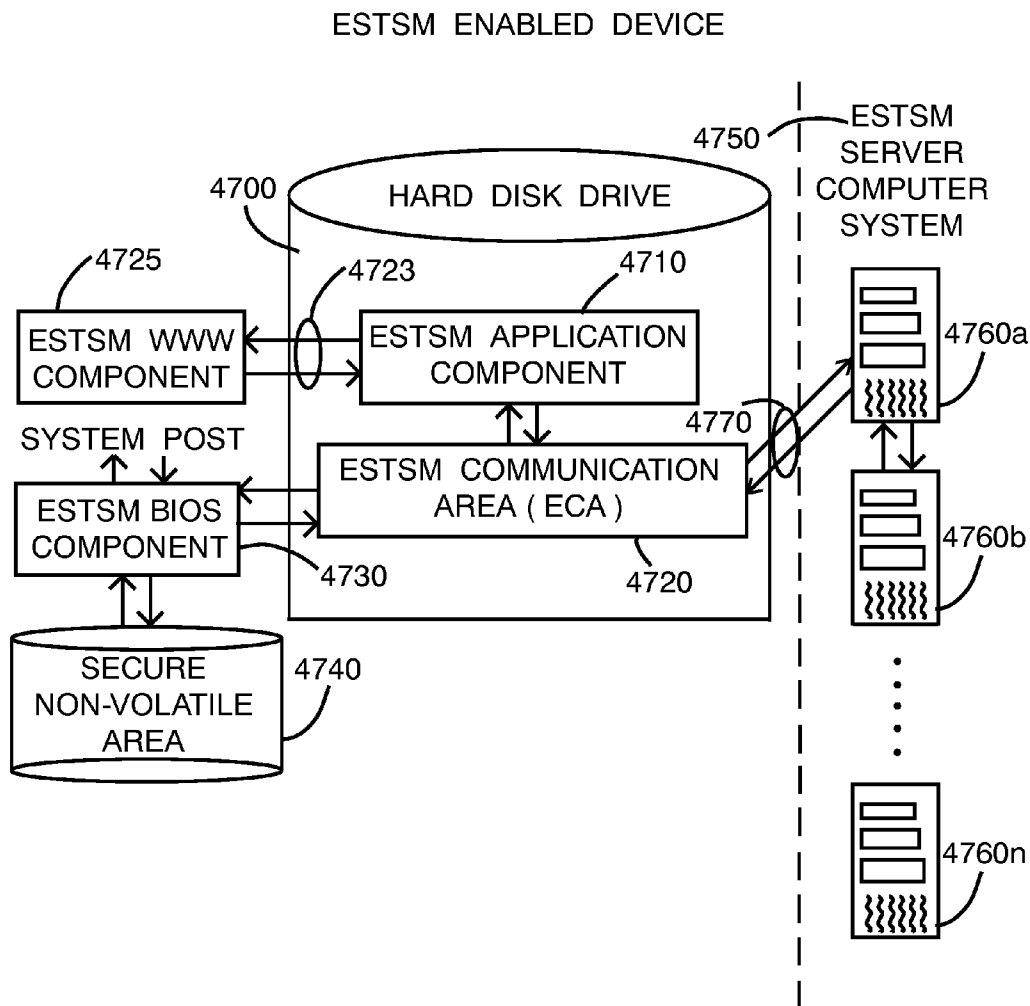 ESTSM ENABLED DEVICE
4750
ESTSM
SERVER
COMPUTER
SYSTEM
4700
HARD DISK DRIVE
4725
4723
4710
ESTSM WWW
COMPONENT
ESTSM APPLICATION
COMPONENT
4760a
4770
SYSTEM POST
ESTSM COMMUNICATION
AREA ( ECA )
ESTSM BIOS
COMPONENT
4730
4720
4760b
SECURE
NON-VOLATILE
AREA
4740
4760n